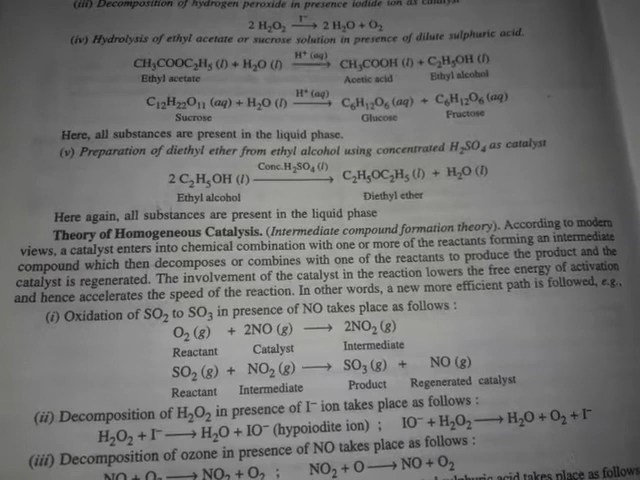 (iii) Decomposition of hydrogen peroxide in presence iodide ion as catalyst
2 H₂O₂ —I⁻→ 2 H₂O + O₂
(iv) Hydrolysis of ethyl acetate or sucrose solution in presence of dilute sulphuric acid.
CH₃COOC₂H₅ (l) + H₂O (l) —H⁺ (aq)→ CH₃COOH (l) + C₂H₅OH (l)
Ethyl acetate Acetic acid Ethyl alcohol
C₁₂H₂₂O₁₁ (aq) + H₂O (l) —H⁺ (aq)→ C₆H₁₂O₆ (aq) + C₆H₁₂O₆ (aq)
Sucrose Glucose Fructose
Here, all substances are present in the liquid phase.
(v) Preparation of diethyl ether from ethyl alcohol using concentrated H₂SO₄ as catalyst
2 C₂H₅OH (l) —Conc.H₂SO₄ (l)→ C₂H₅OC₂H₅ (l) + H₂O (l)
Ethyl alcohol Diethyl ether
Here again, all substances are present in the liquid phase
Theory of Homogeneous Catalysis. (Intermediate compound formation theory). According to modern
views, a catalyst enters into chemical combination with one or more of the reactants forming an intermediate
compound which then decomposes or combines with one of the reactants to produce the product and the
catalyst is regenerated. The involvement of the catalyst in the reaction lowers the free energy of activation
and hence accelerates the speed of the reaction. In other words, a new more efficient path is followed, e.g.,
(i) Oxidation of SO₂ to SO₃ in presence of NO takes place as follows :
O₂ (g) + 2NO (g) → 2NO₂ (g)
Reactant Catalyst Intermediate
SO₂ (g) + NO₂ (g) → SO₃ (g) + NO (g)
Reactant Intermediate Product Regenerated catalyst
(ii) Decomposition of H₂O₂ in presence of I⁻ ion takes place as follows :
H₂O₂ + I⁻ → H₂O + IO⁻ (hypoiodite ion) ; IO⁻ + H₂O₂ → H₂O + O₂ + I⁻
(iii) Decomposition of ozone in presence of NO takes place as follows :
NO + O₃ → NO₂ + O₂ ; NO₂ + O → NO + O₂
sulphuric acid takes place as follows